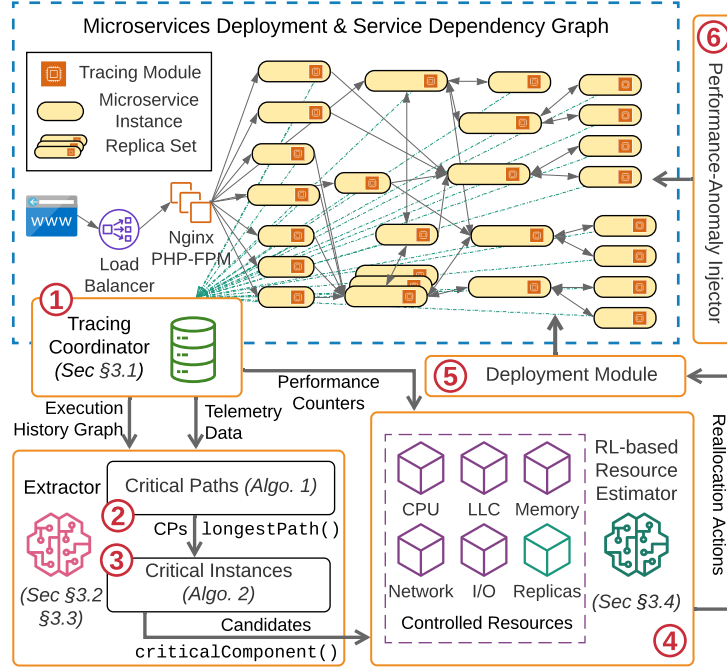 Microservices Deployment & Service Dependency Graph
Tracing Module
Microservice
Instance
Replica Set
www
Load
Balancer
Nginx
PHP-FPM
6
Performance-Anomaly Injector
1
Tracing
Coordinator
(Sec §3.1)
5
Deployment Module
Performance
Counters
Execution
History Graph
Telemetry
Data
Reallocation Actions
Extractor
Critical Paths (Algo. 1)
2
CPs longestPath()
3
Critical Instances
(Algo. 2)
(Sec §3.2
§3.3)
Candidates
criticalComponent()
CPU
LLC
Memory
Network
I/O
Replicas
Controlled Resources
RL-based
Resource
Estimator
(Sec §3.4)
4